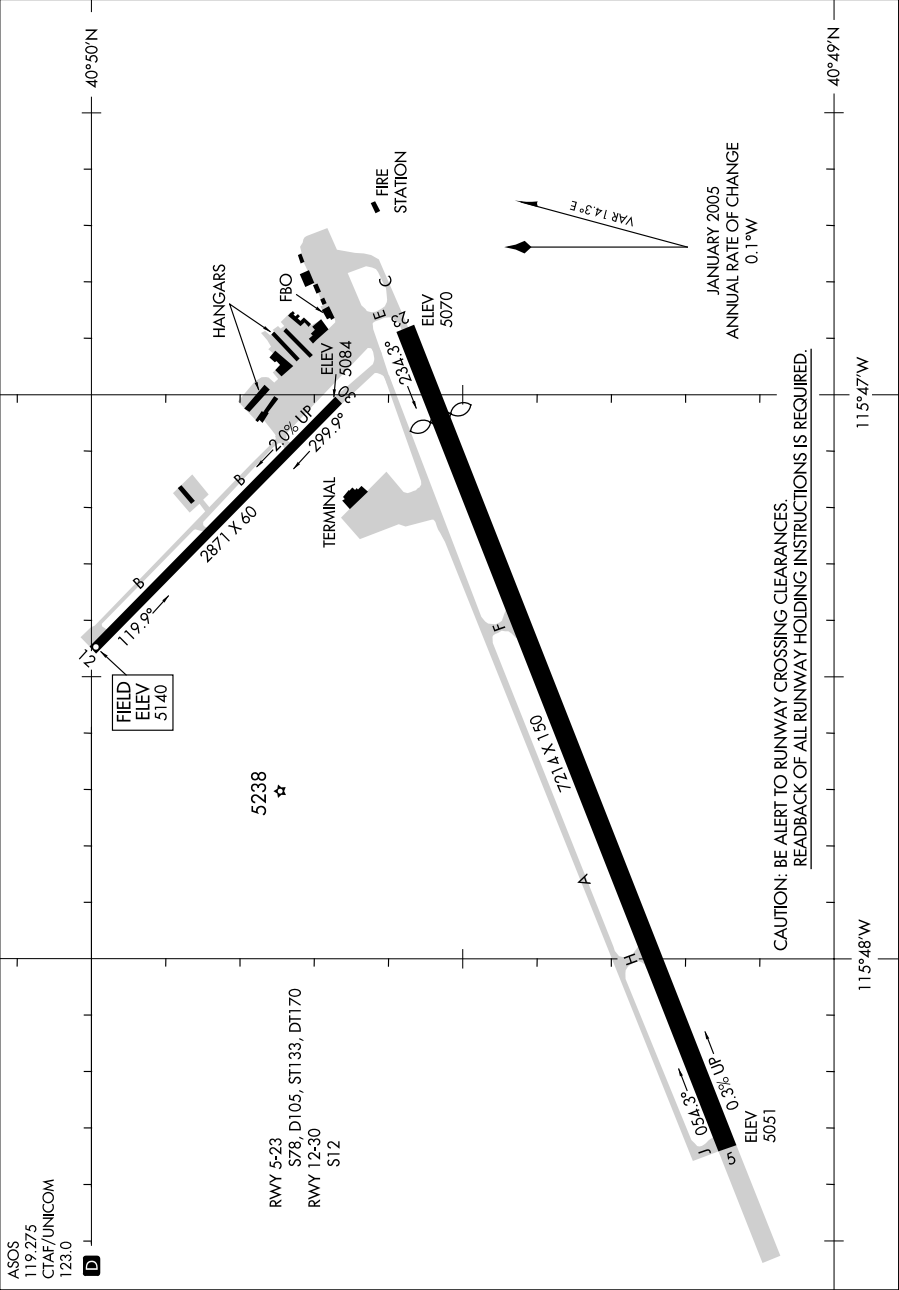 ASOS
119.275
CTAF/UNICOM
123.0
D
40°50'N
40°49'N
115°47'W
115°48'W
HANGARS
FBO
FIRE
STATION
ELEV
5084
30
2.0% UP
299.9°
B
B
2871 X 60
119.9°
12
FIELD
ELEV
5140
TERMINAL
C
E
23
ELEV
5070
234.3°
VAR 14.3° E
JANUARY 2005
ANNUAL RATE OF CHANGE
0.1°W
5238
F
7214 X 150
A
H
J
054.3°
0.3% UP
5
ELEV
5051
RWY 5-23
S78, D105, ST133, DT170
RWY 12-30
S12
CAUTION: BE ALERT TO RUNWAY CROSSING CLEARANCES.
READBACK OF ALL RUNWAY HOLDING INSTRUCTIONS IS REQUIRED.